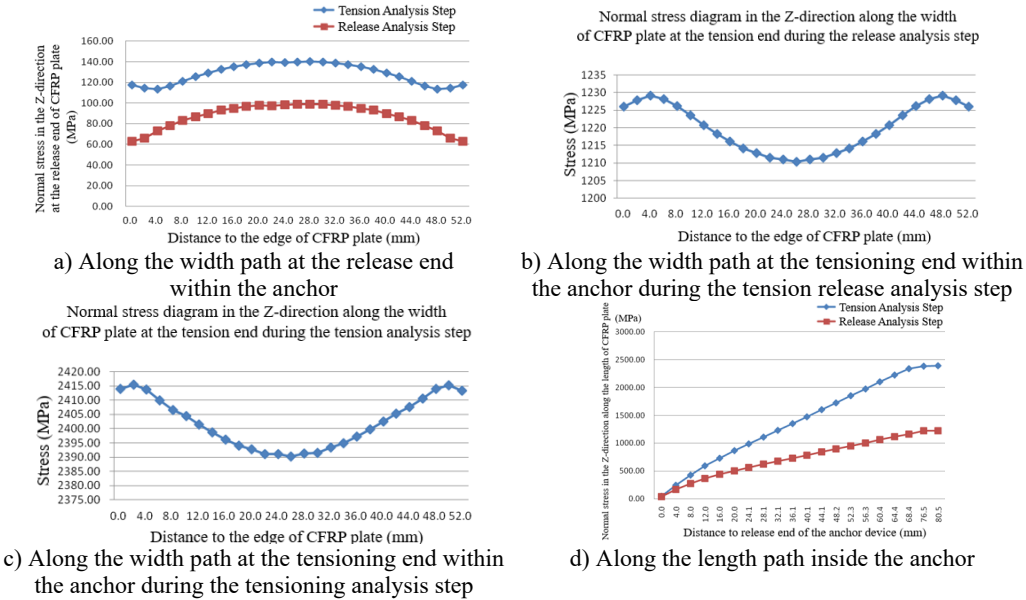 Tension Analysis Step
Release Analysis Step
Normal stress in the Z-direction
at the release end of CFRP plate
(MPa)
160.00
140.00
120.00
100.00
80.00
60.00
40.00
20.00
0.00
0.0 4.0 8.0 12.0 16.0 20.0 24.0 28.0 32.0 36.0 40.0 44.0 48.0 52.0
Distance to the edge of CFRP plate (mm)
a) Along the width path at the release end
within the anchor
Normal stress diagram in the Z-direction along the width
of CFRP plate at the tension end during the release analysis step
Stress (MPa)
1235
1230
1225
1220
1215
1210
1205
1200
0.0 4.0 8.0 12.0 16.0 20.0 24.0 28.0 32.0 36.0 40.0 44.0 48.0 52.0
Distance to the edge of CFRP plate (mm)
b) Along the width path at the tensioning end within
the anchor during the tension release analysis step
Normal stress diagram in the Z-direction along the width
of CFRP plate at the tension end during the tension analysis step
Stress (MPa)
2420.00
2415.00
2410.00
2405.00
2400.00
2395.00
2390.00
2385.00
2380.00
2375.00
0.0 4.0 8.0 12.0 16.0 20.0 24.0 28.0 32.0 36.0 40.0 44.0 48.0 52.0
Distance to the edge of CFRP plate (mm)
c) Along the width path at the tensioning end within
the anchor during the tensioning analysis step
Tension Analysis Step
Release Analysis Step
Normal stress in the Z-direction along the length of CFRP plate
(MPa)
3000.00
2500.00
2000.00
1500.00
1000.00
500.00
0.00
0.0 4.0 8.0 12.0 16.0 20.0 24.1 28.1 32.1 36.1 40.1 44.1 48.2 52.3 56.3 60.4 64.4 68.4 76.5 80.5
Distance to release end of the anchor device (mm)
d) Along the length path inside the anchor